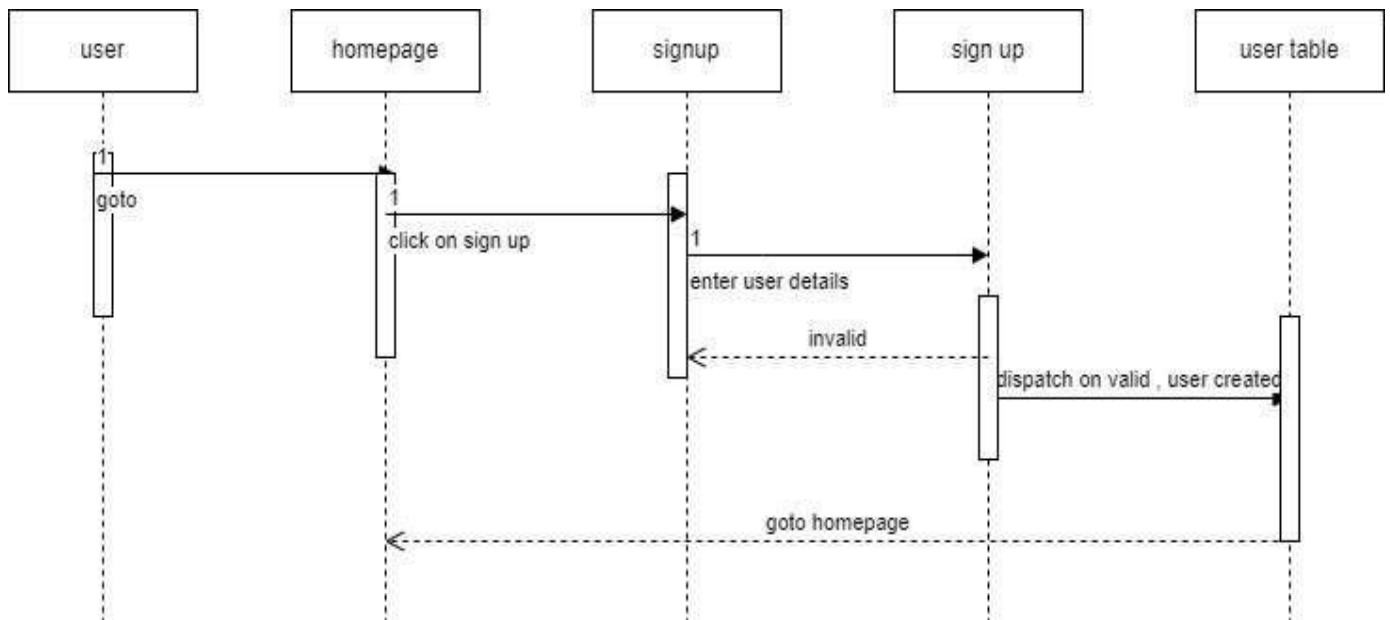 user
homepage
signup
sign up
user table
1
goto
1
click on sign up
1
enter user details
invalid
dispatch on valid , user created
goto homepage